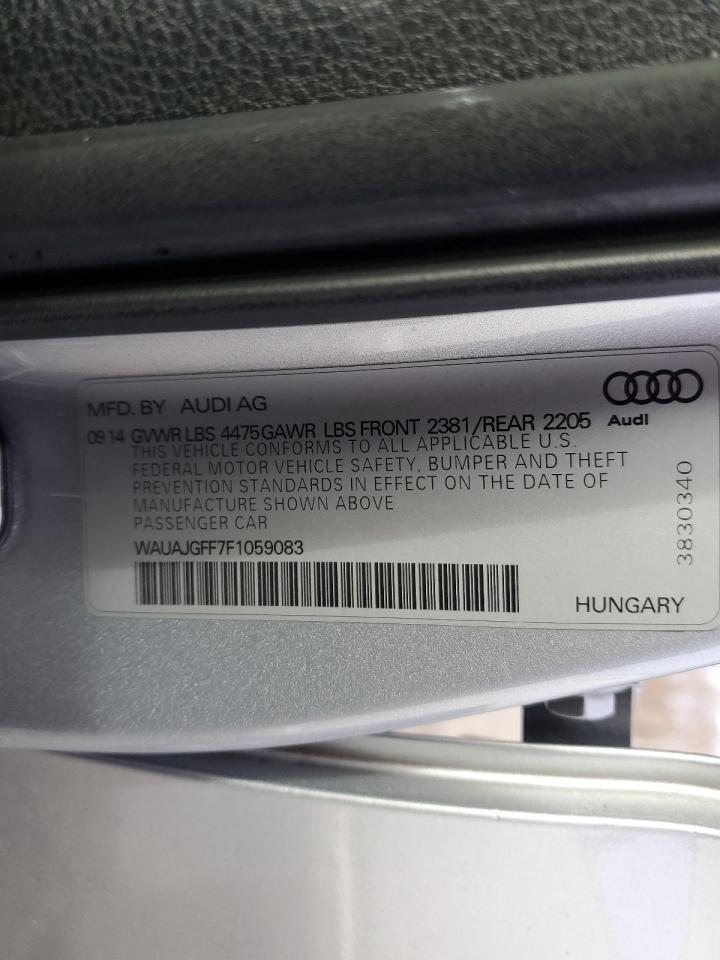 MFD. BY AUDI AG
09 14 GVWR LBS 4475 GAWR LBS FRONT 2381/REAR 2205
Audi
THIS VEHICLE CONFORMS TO ALL APPLICABLE U.S.
FEDERAL MOTOR VEHICLE SAFETY, BUMPER AND THEFT
PREVENTION STANDARDS IN EFFECT ON THE DATE OF
MANUFACTURE SHOWN ABOVE
PASSENGER CAR
WAUAJGFF7F1059083
HUNGARY
3830340